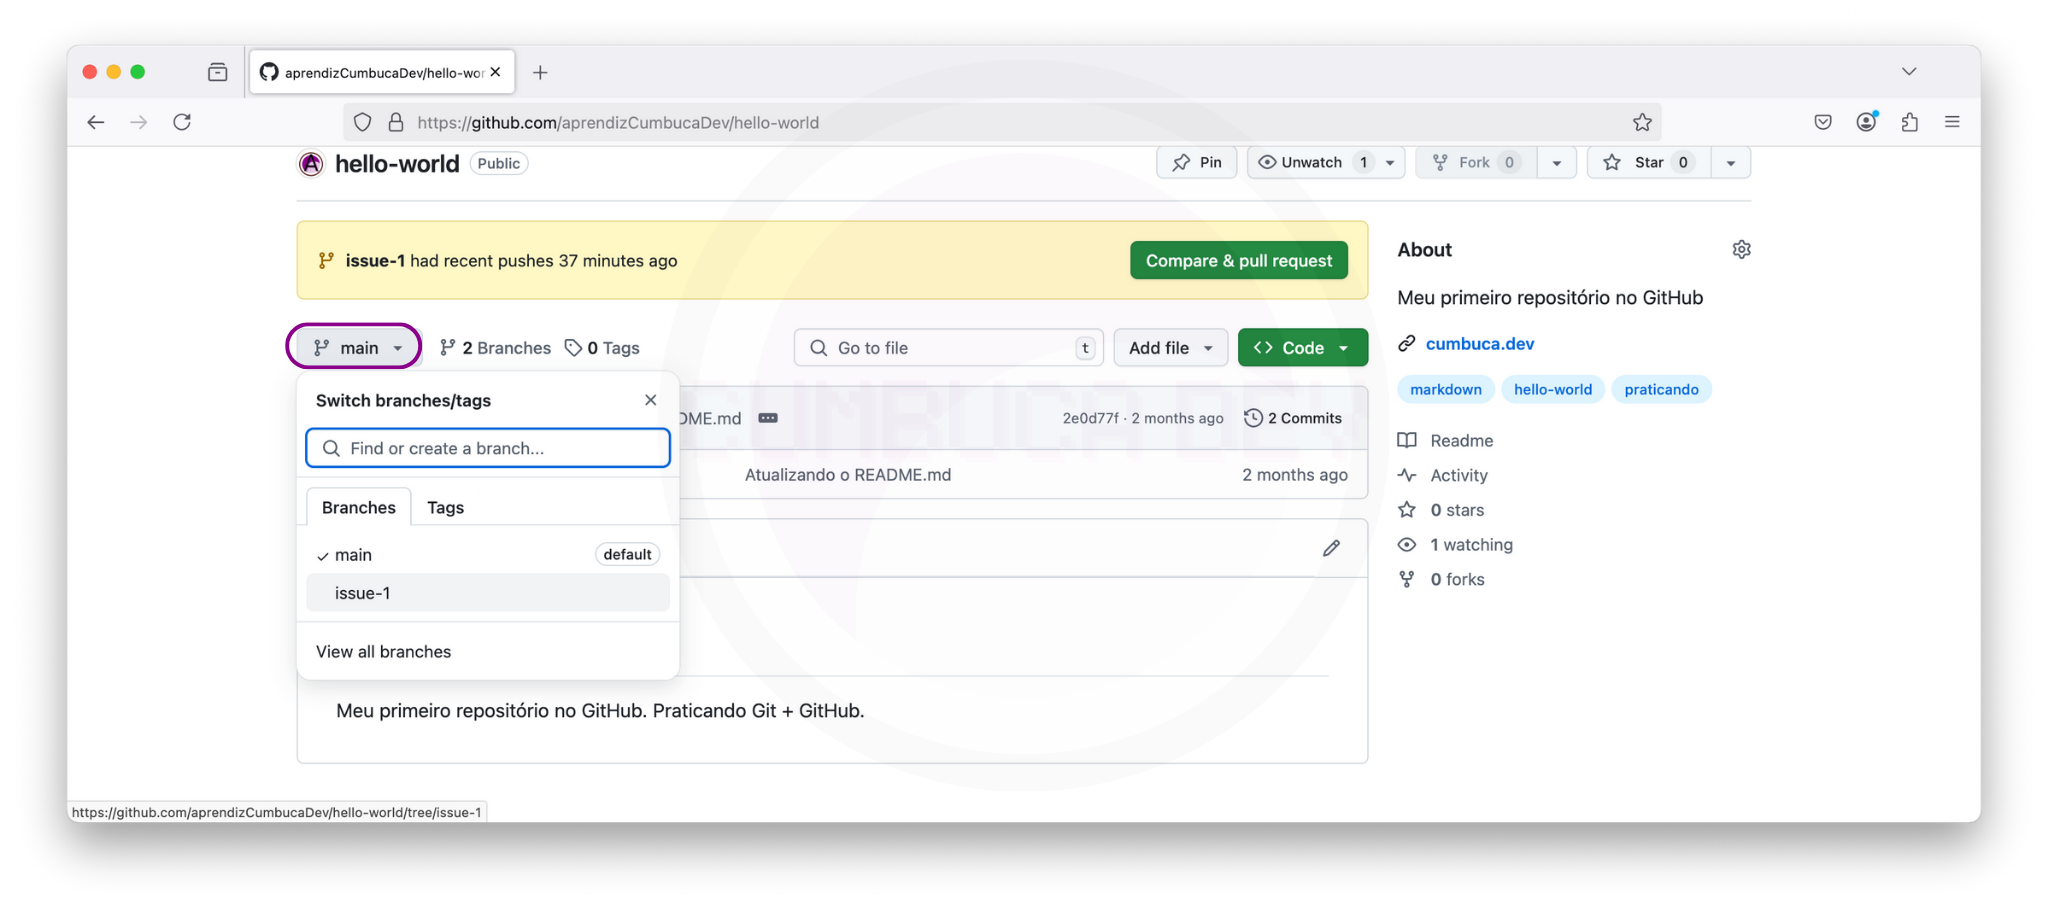 aprendizCumbucaDev/hello-wor
https://github.com/aprendizCumbucaDev/hello-world
hello-world Public
Pin
Unwatch 1
Fork 0
Star 0
issue-1 had recent pushes 37 minutes ago
Compare & pull request
main
2 Branches
0 Tags
Go to file
t
Add file
Code
Switch branches/tags
Find or create a branch...
Branches
Tags
main
default
issue-1
View all branches
DME.md
2e0d77f · 2 months ago
2 Commits
Atualizando o README.md
2 months ago
Meu primeiro repositório no GitHub. Praticando Git + GitHub.
About
Meu primeiro repositório no GitHub
cumbuca.dev
markdown
hello-world
praticando
Readme
Activity
0 stars
1 watching
0 forks
CUMBUCA DEV
https://github.com/aprendizCumbucaDev/hello-world/tree/issue-1